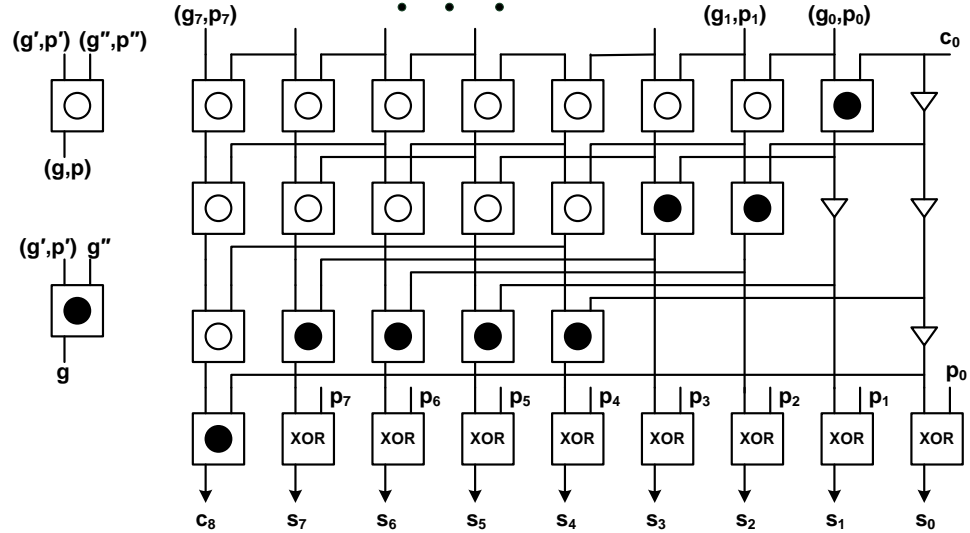 (g₇,p₇)
• • •
(g₁,p₁) (g₀,p₀)
c₀
(g′,p′) (g″,p″)
(g,p)
(g′,p′) g″
g
p₇ p₆ p₅ p₄ p₃ p₂ p₁ p₀
XOR XOR XOR XOR XOR XOR XOR XOR
c₈ s₇ s₆ s₅ s₄ s₃ s₂ s₁ s₀